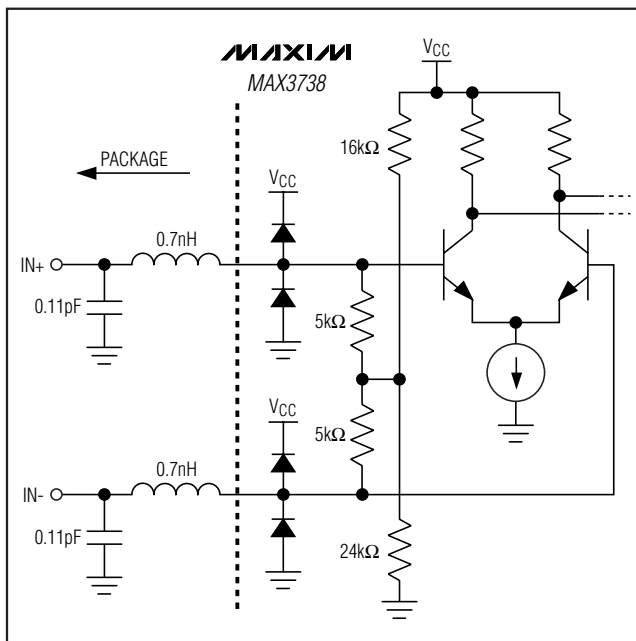 MAXIM
MAX3738
VCC
16kΩ
PACKAGE
VCC
0.7nH
IN+
0.11pF
5kΩ
VCC
5kΩ
0.7nH
IN-
0.11pF
24kΩ